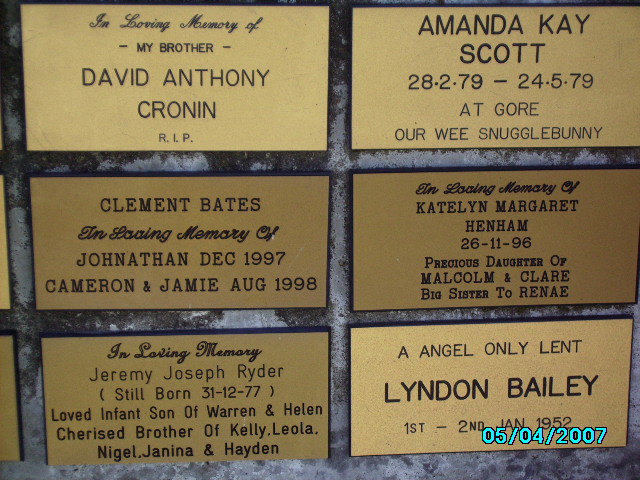 In Loving Memory of
- MY BROTHER -
DAVID ANTHONY
CRONIN
R.I.P.
AMANDA KAY
SCOTT
28·2·79 - 24·5·79
AT GORE
OUR WEE SNUGGLEBUNNY
CLEMENT BATES
In Loving Memory Of
JOHNATHAN DEC 1997
CAMERON & JAMIE AUG 1998
In Loving Memory Of
KATELYN MARGARET
HENHAM
26-11-96
PRECIOUS DAUGHTER OF
MALCOLM & CLARE
BIG SISTER TO RENAE
In Loving Memory
Jeremy Joseph Ryder
( Still Born 31-12-77 )
Loved Infant Son Of Warren & Helen
Cherised Brother Of Kelly,Leola.
Nigel,Janina & Hayden
A ANGEL ONLY LENT
LYNDON BAILEY
1ST - 2ND JAN 1952
05/04/2007